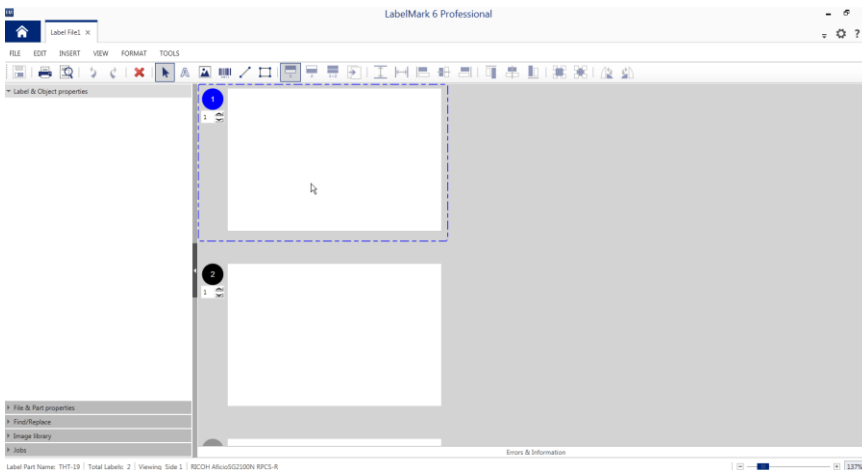 LabelMark 6 Professional
Label File1 ×
FILE EDIT INSERT VIEW FORMAT TOOLS
Label & Object properties
1
1
2
1
File & Part properties
Find/Replace
Image library
Jobs
Errors & Information
Label Part Name: THT-19 Total Labels: 2 Viewing: Side 1 RICOH AficioSG2100N RPCS-R 137%